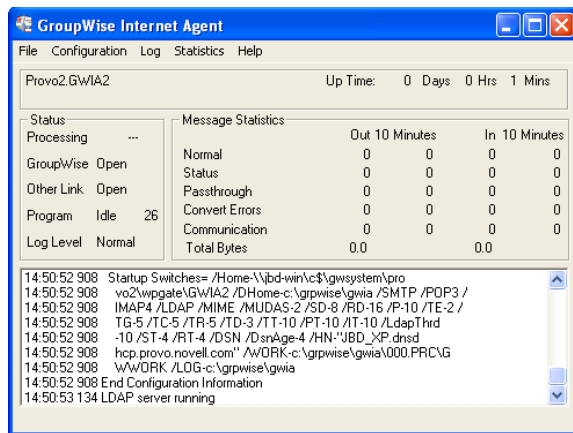 GroupWise Internet Agent
File Configuration Log Statistics Help
Provo2.GWIA2 Up Time: 0 Days 0 Hrs 1 Mins
Status
Processing ---
GroupWise Open
Other Link Open
Program Idle 26
Log Level Normal
Message Statistics
Out 10 Minutes In 10 Minutes
Normal 0 0 0 0
Status 0 0 0 0
Passthrough 0 0 0 0
Convert Errors 0 0 0 0
Communication 0 0 0 0
Total Bytes 0.0 0.0
14:50:52 908 Startup Switches= /Home-\\jbd-win\c$\gwsystem\pro
14:50:52 908 vo2\wpgate\GWIA2 /DHome-c:\grpwise\gwia /SMTP /POP3 /
14:50:52 908 IMAP4 /LDAP /MIME /MUDAS-2 /SD-8 /RD-16 /P-10 /TE-2 /
14:50:52 908 TG-5 /TC-5 /TR-5 /TD-3 /TT-10 /PT-10 /IT-10 /LdapThrd
14:50:52 908 -10 /ST-4 /RT-4 /DSN /DsnAge-4 /HN-"JBD_XP.dnsd
14:50:52 908 hcp.provo.novell.com" /WORK-c:\grpwise\gwia\000.PRC\G
14:50:52 908 WWORK /LOG-c:\grpwise\gwia
14:50:52 908 End Configuration Information
14:50:53 134 LDAP server running